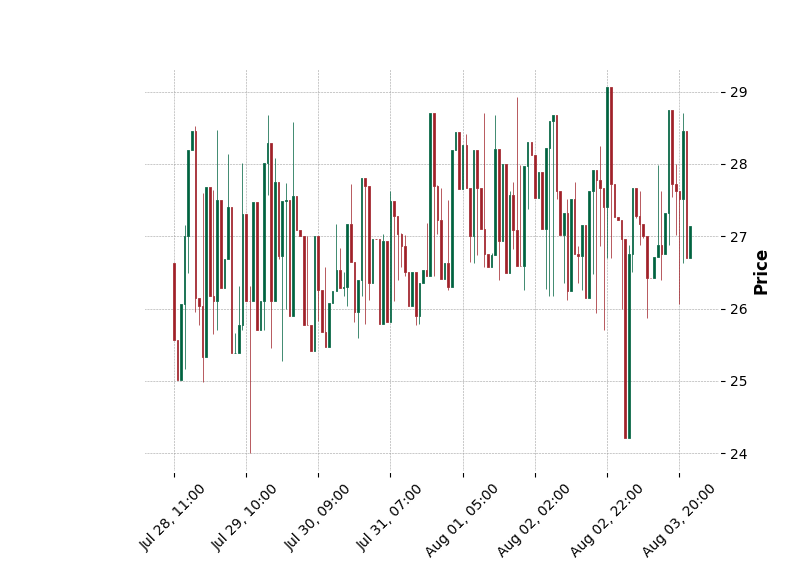 29
28
27
26
25
24
Price
Jul 28, 11:00
Jul 29, 10:00
Jul 30, 09:00
Jul 31, 07:00
Aug 01, 05:00
Aug 02, 02:00
Aug 02, 22:00
Aug 03, 20:00